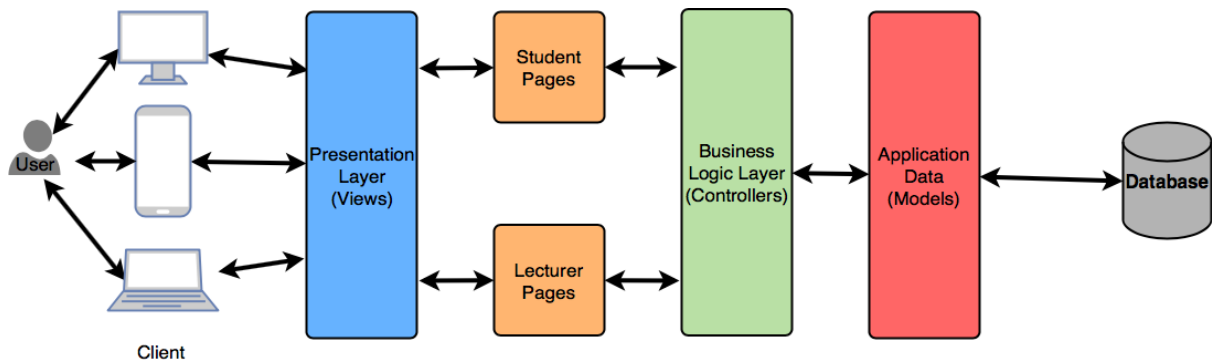 User
Client
Presentation
Layer
(Views)
Student
Pages
Lecturer
Pages
Business
Logic Layer
(Controllers)
Application
Data
(Models)
Database